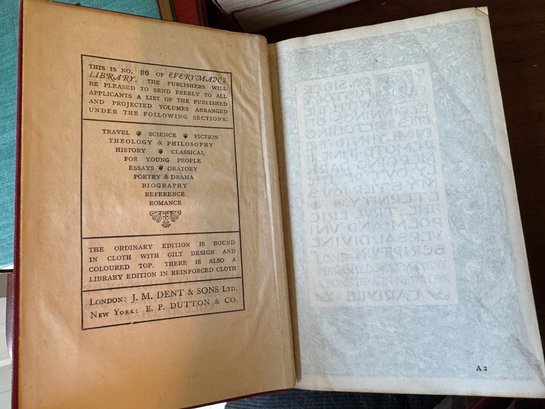 THIS IS NO. 86 OF EVERYMAN'S
LIBRARY. THE PUBLISHERS WILL
BE PLEASED TO SEND FREELY TO ALL
APPLICANTS A LIST OF THE PUBLISHED
AND PROJECTED VOLUMES ARRANGED
UNDER THE FOLLOWING SECTIONS:
TRAVEL SCIENCE FICTION
THEOLOGY & PHILOSOPHY
HISTORY CLASSICAL
FOR YOUNG PEOPLE
ESSAYS ORATORY
POETRY & DRAMA
BIOGRAPHY
REFERENCE
ROMANCE
THE ORDINARY EDITION IS BOUND
IN CLOTH WITH GILT DESIGN AND
COLOURED TOP. THERE IS ALSO A
LIBRARY EDITION IN REINFORCED CLOTH
LONDON: J. M. DENT & SONS LTD.
NEW YORK: E. P. DUTTON & CO.
A 2